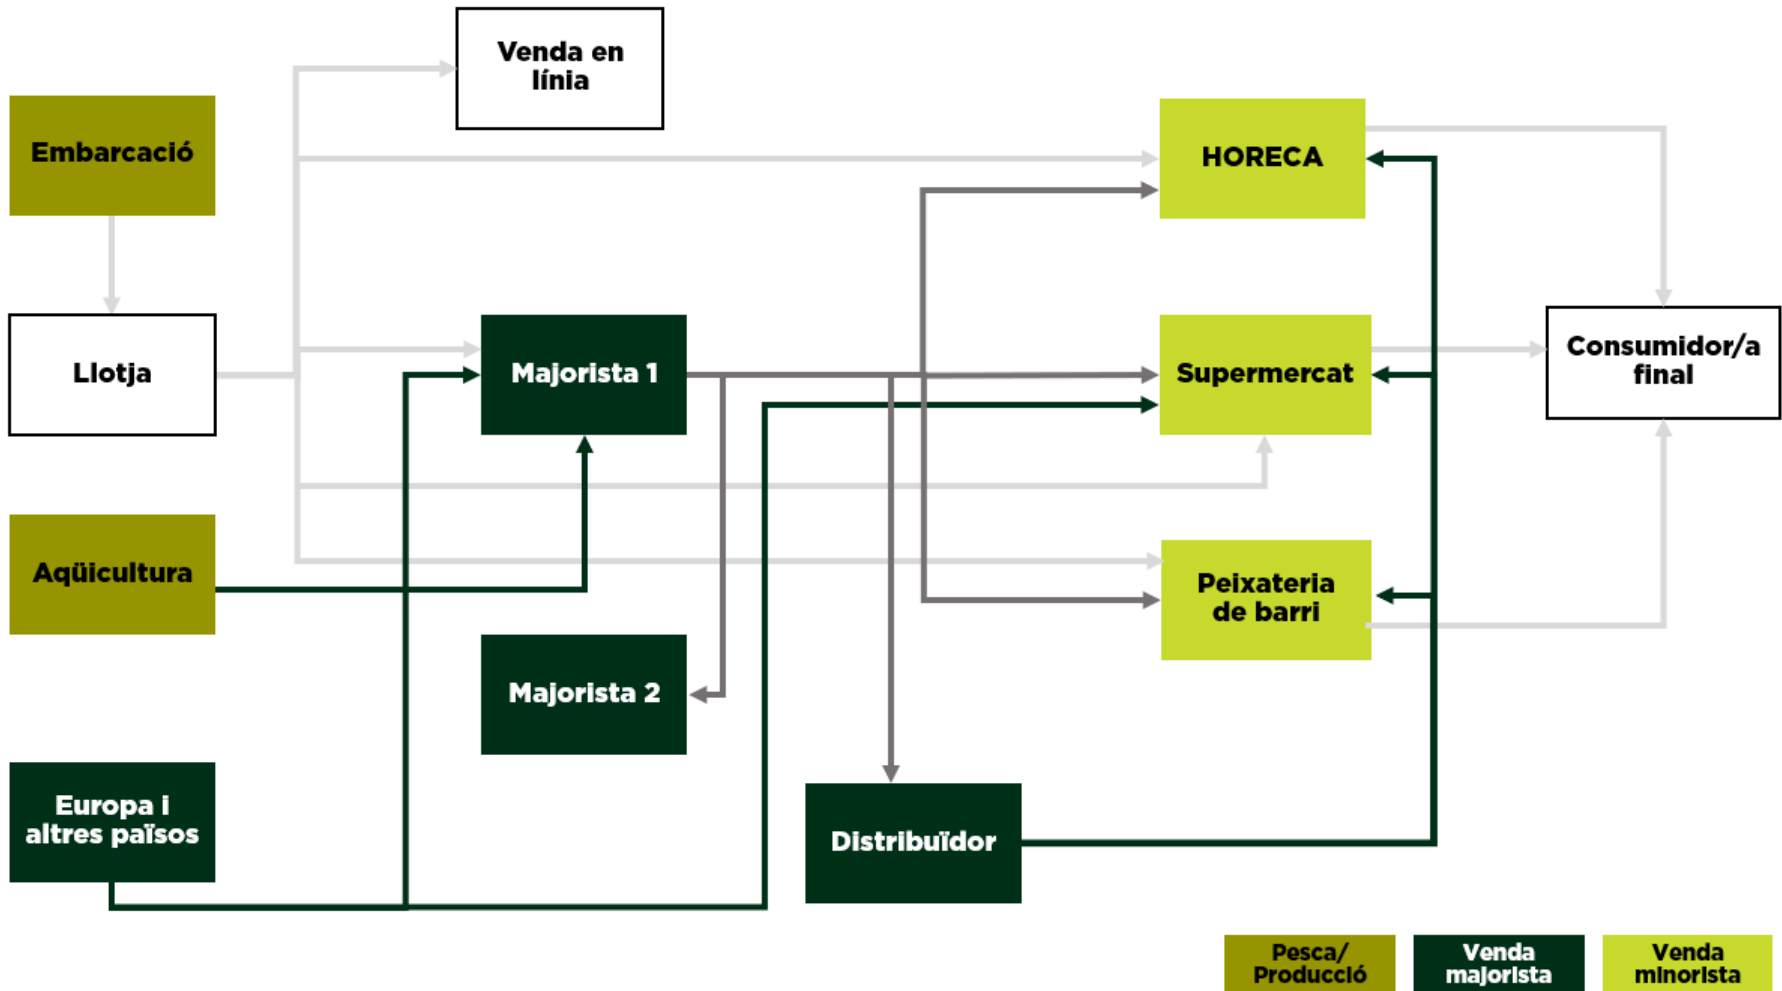 Venda en
línia
Embarcació
HORECA
Llotja
Majorista 1
Supermercat
Consumidor/a
final
Aqüicultura
Peixateria
de barri
Majorista 2
Europa i
altres països
Distribuïdor
Pesca/
Producció
Venda
majorista
Venda
minorista